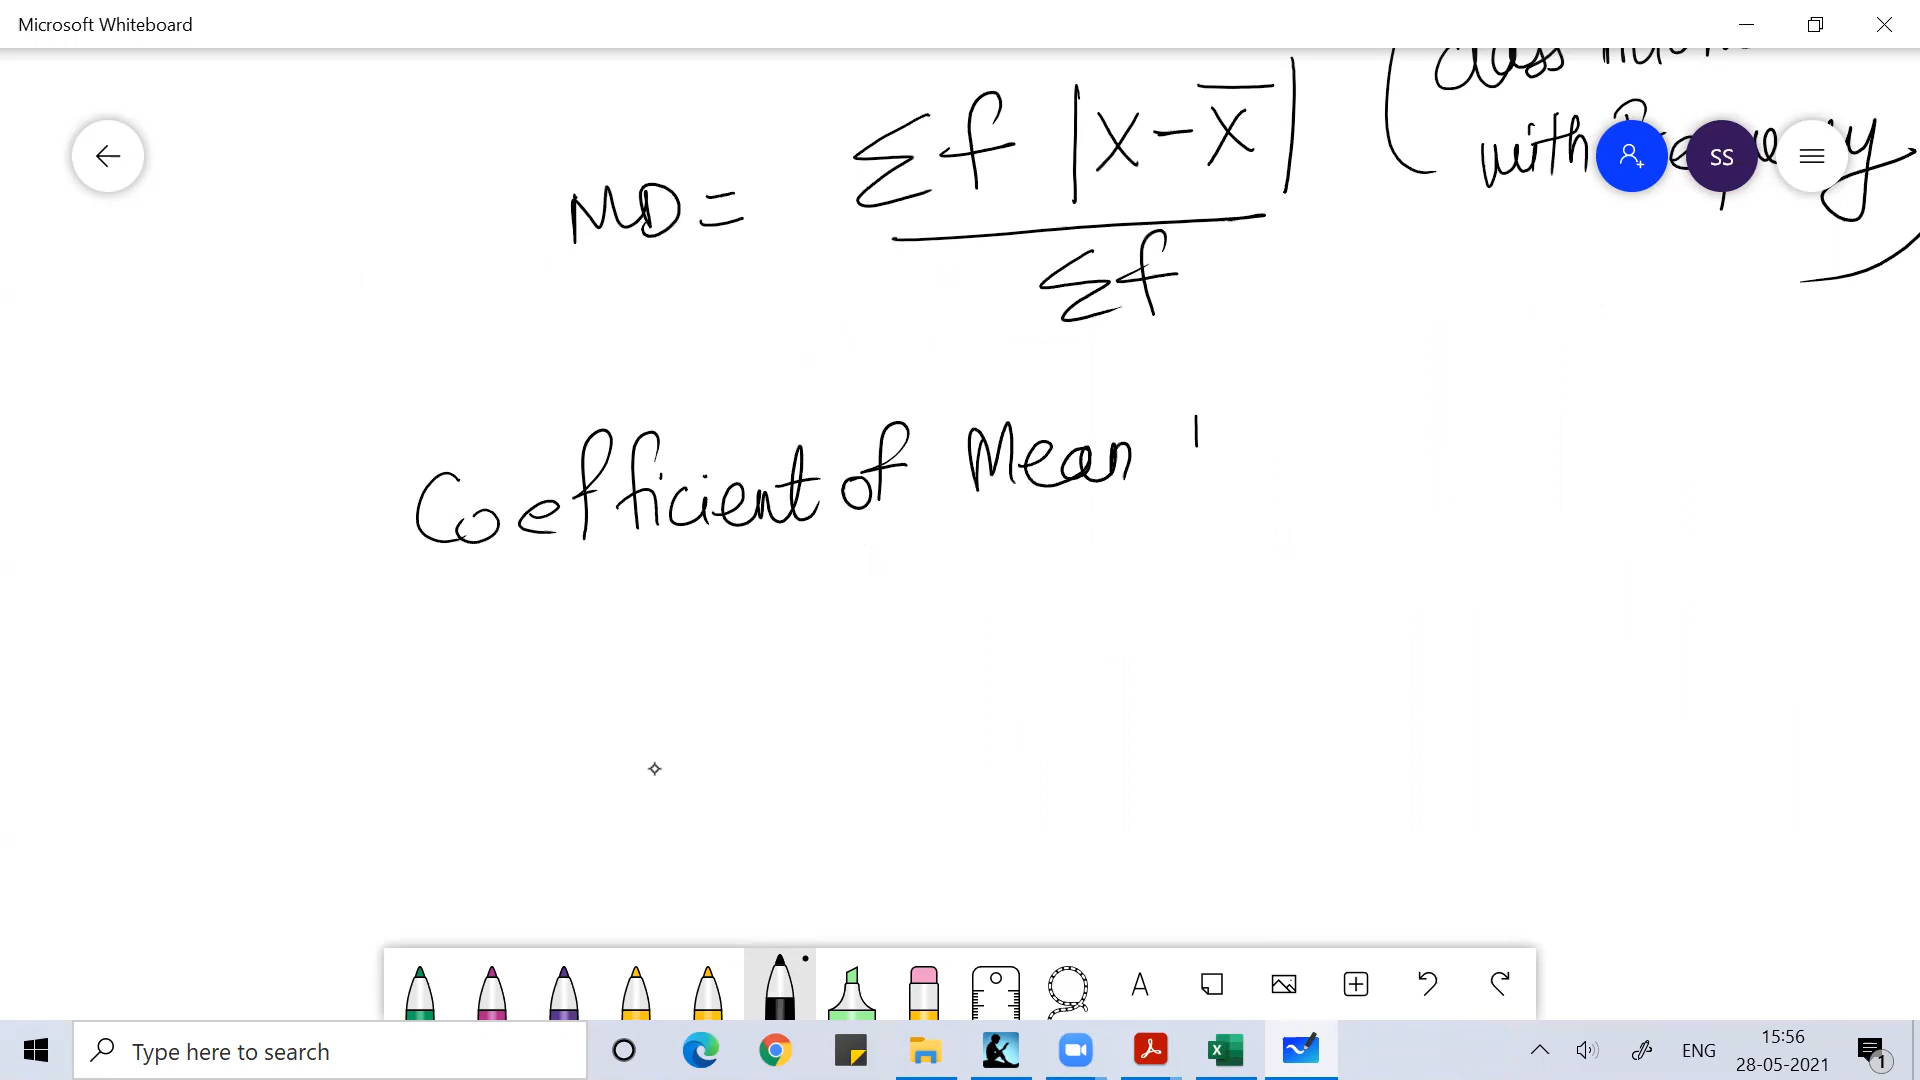 Microsoft Whiteboard
with
SS
MD = Σf |X - X̅|
Σf
Coefficient of Mean
A
Type here to search
ENG
15:56
28-05-2021
1